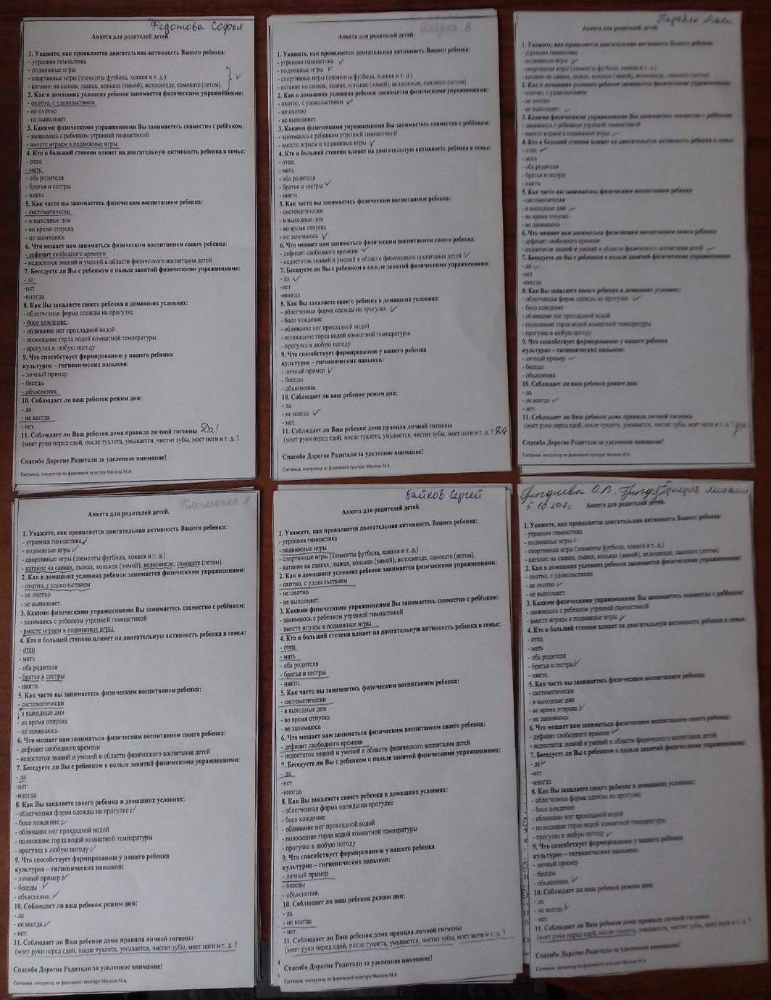 Федотова Софья
Анкета для родителей детей.
1. Укажите, как проявляется двигательная активность Вашего ребенка:
- утренняя гимнастика
- подвижные игры
- спортивные игры (элементы футбола, хоккея и т. д.)
- катание на санках, лыжах, коньках (зимой), велосипеде, самокате (летом).
2. Как в домашних условиях ребенок занимается физическими упражнениями:
- охотно, с удовольствием
- не охотно
- не выполняет.
3. Какими физическими упражнениями Вы занимаетесь совместно с ребёнком:
- занимаюсь с ребенком утренней гимнастикой
- вместе играем в подвижные игры.
4. Кто в большей степени влияет на двигательную активность ребенка в семье:
- отец
- мать
- оба родителя
- братья и сестры
- никто.
5. Как часто вы занимаетесь физическим воспитанием ребенка:
- систематически
- в выходные дни
- во время отпуска
- не занимаюсь
6. Что мешает вам заниматься физическим воспитанием своего ребенка:
- дефицит свободного времени
- недостаток знаний и умений в области физического воспитания детей
7. Беседуете ли Вы с ребенком о пользе занятий физическими упражнениями:
- да
-нет
-иногда
8. Как Вы закаляете своего ребенка в домашних условиях:
- облегченная форма одежды на прогулке
- босо хождение
- обливание ног прохладной водой
- полоскание горла водой комнатной температуры
- прогулка в любую погоду
9. Что способствует формированию у вашего ребенка
культурно – гигиенических навыков:
- личный пример
- беседы
- объяснения.
10. Соблюдает ли ваш ребенок режим дня:
- да
- не всегда
- нет.
11. Соблюдает ли Ваш ребенок дома правила личной гигиены Да!
(моет руки перед едой, после туалета, умывается, чистит зубы, моет ноги и т. д. ?
Спасибо Дорогие Родители за уделенное внимание!
Составила: инструктор по физической культуре Маслова М.А.
Анкета для родителей детей.
1. Укажите, как проявляется двигательная активность Вашего ребенка:
- утренняя гимнастика
- подвижные игры
- спортивные игры (элементы футбола, хоккея и т. д.)
- катание на санках, лыжах, коньках (зимой), велосипеде, самокате (летом).
2. Как в домашних условиях ребенок занимается физическими упражнениями:
- охотно, с удовольствием
- не охотно
- не выполняет.
3. Какими физическими упражнениями Вы занимаетесь совместно с ребёнком:
- занимаюсь с ребенком утренней гимнастикой
- вместе играем в подвижные игры.
4. Кто в большей степени влияет на двигательную активность ребенка в семье:
- отец
- мать
- оба родителя
- братья и сестры
- никто.
5. Как часто вы занимаетесь физическим воспитанием ребенка:
- систематически
- в выходные дни
- во время отпуска
- не занимаюсь
6. Что мешает вам заниматься физическим воспитанием своего ребенка:
- дефицит свободного времени
- недостаток знаний и умений в области физического воспитания детей
7. Беседуете ли Вы с ребенком о пользе занятий физическими упражнениями:
- да
-нет
-иногда
8. Как Вы закаляете своего ребенка в домашних условиях:
- облегченная форма одежды на прогулке
- босо хождение
- обливание ног прохладной водой
- полоскание горла водой комнатной температуры
- прогулка в любую погоду
9. Что способствует формированию у вашего ребенка
культурно – гигиенических навыков:
- личный пример
- беседы
- объяснения.
10. Соблюдает ли ваш ребенок режим дня:
- да
- не всегда
- нет.
11. Соблюдает ли Ваш ребенок дома правила личной гигиены
(моет руки перед едой, после туалета, умывается, чистит зубы, моет ноги и т. д. ? Да
Спасибо Дорогие Родители за уделенное внимание!
Составила: инструктор по физической культуре Маслова М.А.
Анкета для родителей детей.
1. Укажите, как проявляется двигательная активность Вашего ребенка:
- утренняя гимнастика
- подвижные игры
- спортивные игры (элементы футбола, хоккея и т. д.)
- катание на санках, лыжах, коньках (зимой), велосипеде, самокате (летом)
2. Как в домашних условиях ребенок занимается физическими упражнениями:
- охотно, с удовольствием
- не охотно
- не выполняет.
3. Какими физическими упражнениями Вы занимаетесь совместно с ребёнком:
- занимаюсь с ребенком утренней гимнастикой
- вместе играем в подвижные игры.
4. Кто в большей степени влияет на двигательную активность ребенка в семье:
- отец
- мать
- оба родителя
- братья и сестры
- никто
5. Как часто вы занимаетесь физическим воспитанием ребенка:
- систематически
- в выходные дни
- во время отпуска
- не занимаюсь
6. Что мешает вам заниматься физическим воспитанием своего ребенка:
- дефицит свободного времени
- недостаток знаний и умений в области физического воспитания детей
7. Беседуете ли Вы с ребенком о пользе занятий физическими упражнениями:
- да
-нет
-иногда
8. Как Вы закаляете своего ребенка в домашних условиях:
- облегченная форма одежды на прогулке
- босо хождение
- обливание ног прохладной водой
- полоскание горла водой комнатной температуры
- прогулка в любую погоду
9. Что способствует формированию у вашего ребенка
культурно – гигиенических навыков:
- личный пример
- беседы
- объяснения.
10. Соблюдает ли ваш ребенок режим дня:
- да
- не всегда
- нет.
11. Соблюдает ли Ваш ребенок дома правила личной гигиены
(моет руки перед едой, после туалета, умывается, чистит зубы, моет ноги и т. д. ?
Спасибо Дорогие Родители за уделенное внимание!
Составила: инструктор по физической культуре Маслова М.А.
Клименко
Анкета для родителей детей.
1. Укажите, как проявляется двигательная активность Вашего ребенка:
- утренняя гимнастика
- подвижные игры
- спортивные игры (элементы футбола, хоккея и т. д.)
- катание на санках, лыжах, коньках (зимой), велосипеде, самокате (летом).
2. Как в домашних условиях ребенок занимается физическими упражнениями:
- охотно, с удовольствием
- не охотно
- не выполняет.
3. Какими физическими упражнениями Вы занимаетесь совместно с ребёнком:
- занимаюсь с ребенком утренней гимнастикой
- вместе играем в подвижные игры.
4. Кто в большей степени влияет на двигательную активность ребенка в семье:
- отец
- мать
- оба родителя
- братья и сестры
- никто.
5. Как часто вы занимаетесь физическим воспитанием ребенка:
- систематически
- в выходные дни
- во время отпуска
- не занимаюсь
6. Что мешает вам заниматься физическим воспитанием своего ребенка:
- дефицит свободного времени
- недостаток знаний и умений в области физического воспитания детей
7. Беседуете ли Вы с ребенком о пользе занятий физическими упражнениями:
- да
-нет
-иногда
8. Как Вы закаляете своего ребенка в домашних условиях:
- облегченная форма одежды на прогулке
- босо хождение
- обливание ног прохладной водой
- полоскание горла водой комнатной температуры
- прогулка в любую погоду
9. Что способствует формированию у вашего ребенка
культурно – гигиенических навыков:
- личный пример
- беседы
- объяснения.
10. Соблюдает ли ваш ребенок режим дня:
- да
- не всегда
- нет.
11. Соблюдает ли Ваш ребенок дома правила личной гигиены
(моет руки перед едой, после туалета, умывается, чистит зубы, моет ноги и т. д. ?
Спасибо Дорогие Родители за уделенное внимание!
Составила: инструктор по физической культуре Маслова М.А.
Байков Сергей
Анкета для родителей детей.
1. Укажите, как проявляется двигательная активность Вашего ребенка:
- утренняя гимнастика
- подвижные игры
- спортивные игры (элементы футбола, хоккея и т. д.)
- катание на санках, лыжах, коньках (зимой), велосипеде, самокате (летом).
2. Как в домашних условиях ребенок занимается физическими упражнениями:
- охотно, с удовольствием
- не охотно
- не выполняет.
3. Какими физическими упражнениями Вы занимаетесь совместно с ребёнком:
- занимаюсь с ребенком утренней гимнастикой
- вместе играем в подвижные игры.
4. Кто в большей степени влияет на двигательную активность ребенка в семье:
- отец
- мать
- оба родителя
- братья и сестры
- никто.
5. Как часто вы занимаетесь физическим воспитанием ребенка:
- систематически
- в выходные дни
- во время отпуска
- не занимаюсь
6. Что мешает вам заниматься физическим воспитанием своего ребенка:
- дефицит свободного времени
- недостаток знаний и умений в области физического воспитания детей
7. Беседуете ли Вы с ребенком о пользе занятий физическими упражнениями:
- да
-нет
-иногда
8. Как Вы закаляете своего ребенка в домашних условиях:
- облегченная форма одежды на прогулке
- босо хождение
- обливание ног прохладной водой
- полоскание горла водой комнатной температуры
- прогулка в любую погоду
9. Что способствует формированию у вашего ребенка
культурно – гигиенических навыков:
- личный пример
- беседы
- объяснения.
10. Соблюдает ли ваш ребенок режим дня:
- да
- не всегда
- нет.
11. Соблюдает ли Ваш ребенок дома правила личной гигиены
(моет руки перед едой, после туалета, умывается, чистит зубы, моет ноги и т. д. ?
Спасибо Дорогие Родители за уделенное внимание!
Составила: инструктор по физической культуре Маслова М.А.
О.В.
5.10.2017г.
Анкета для родителей детей.
1. Укажите, как проявляется двигательная активность Вашего ребенка:
- утренняя гимнастика
- подвижные игры
- спортивные игры (элементы футбола, хоккея и т. д.)
- катание на санках, лыжах, коньках (зимой), велосипеде, самокате (летом).
2. Как в домашних условиях ребенок занимается физическими упражнениями:
- охотно, с удовольствием
- не охотно
- не выполняет.
3. Какими физическими упражнениями Вы занимаетесь совместно с ребёнком:
- занимаюсь с ребенком утренней гимнастикой
- вместе играем в подвижные игры.
4. Кто в большей степени влияет на двигательную активность ребенка в семье:
- отец
- мать
- оба родителя
- братья и сестры
- никто.
5. Как часто вы занимаетесь физическим воспитанием ребенка:
- систематически
- в выходные дни
- во время отпуска
- не занимаюсь
6. Что мешает вам заниматься физическим воспитанием своего ребенка:
- дефицит свободного времени
- недостаток знаний и умений в области физического воспитания детей
7. Беседуете ли Вы с ребенком о пользе занятий физическими упражнениями:
- да
-нет
-иногда
8. Как Вы закаляете своего ребенка в домашних условиях:
- облегченная форма одежды на прогулке
- босо хождение
- обливание ног прохладной водой
- полоскание горла водой комнатной температуры
- прогулка в любую погоду
9. Что способствует формированию у вашего ребенка
культурно – гигиенических навыков:
- личный пример
- беседы
- объяснения.
10. Соблюдает ли ваш ребенок режим дня:
- да
- не всегда
- нет.
11. Соблюдает ли Ваш ребенок дома правила личной гигиены
(моет руки перед едой, после туалета, умывается, чистит зубы, моет ноги и т. д. ?
Спасибо Дорогие Родители за уделенное внимание!
Составила: инструктор по физической культуре Маслова М.А.